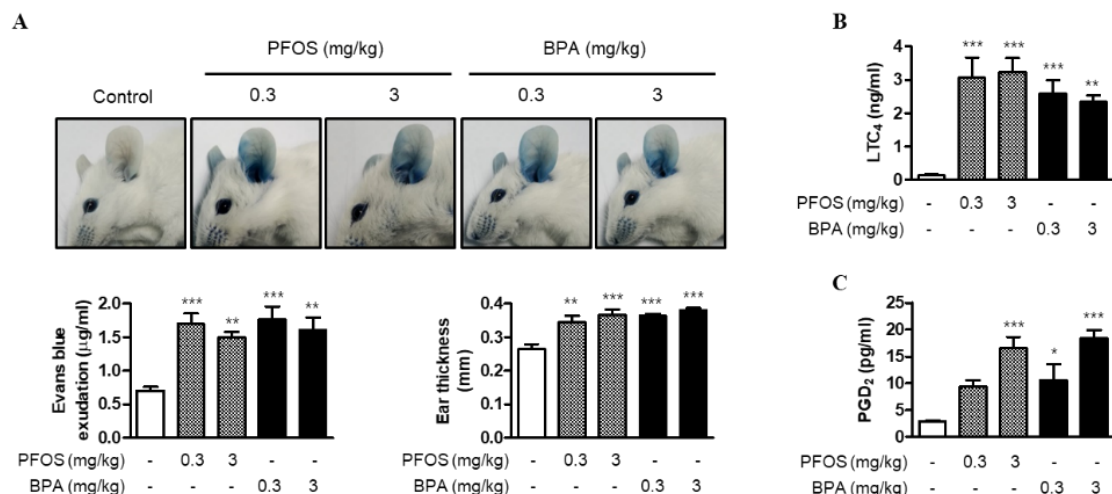 A
PFOS (mg/kg) BPA (mg/kg)
Control 0.3 3 0.3 3
Evans blue
exudation (μg/ml)
2.0
1.5
1.0
0.5
0.0
*** ** *** **
PFOS (mg/kg) - 0.3 3 - -
BPA (mg/kg) - - - 0.3 3
Ear thickness
(mm)
0.4
0.3
0.2
0.1
0.0
** *** *** ***
PFOS (mg/kg) - 0.3 3 - -
BPA (mg/kg) - - - 0.3 3
B
LTC4 (ng/ml)
4
3
2
1
0
*** *** *** **
PFOS (mg/kg) - 0.3 3 - -
BPA (mg/kg) - - - 0.3 3
C
PGD2 (pg/ml)
25
20
15
10
5
0
*** * ***
PFOS (mg/kg) - 0.3 3 - -
BPA (mg/kg) - - - 0.3 3